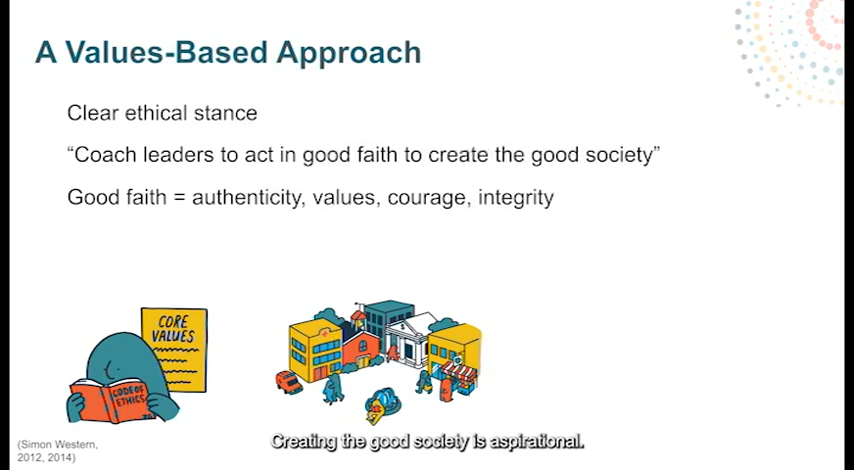 A Values-Based Approach
Clear ethical stance
“Coach leaders to act in good faith to create the good society”
Good faith = authenticity, values, courage, integrity
CORE
VALUES
CODE OF
ETHICS
(Simon Western,
2012, 2014)
Creating the good society is aspirational.